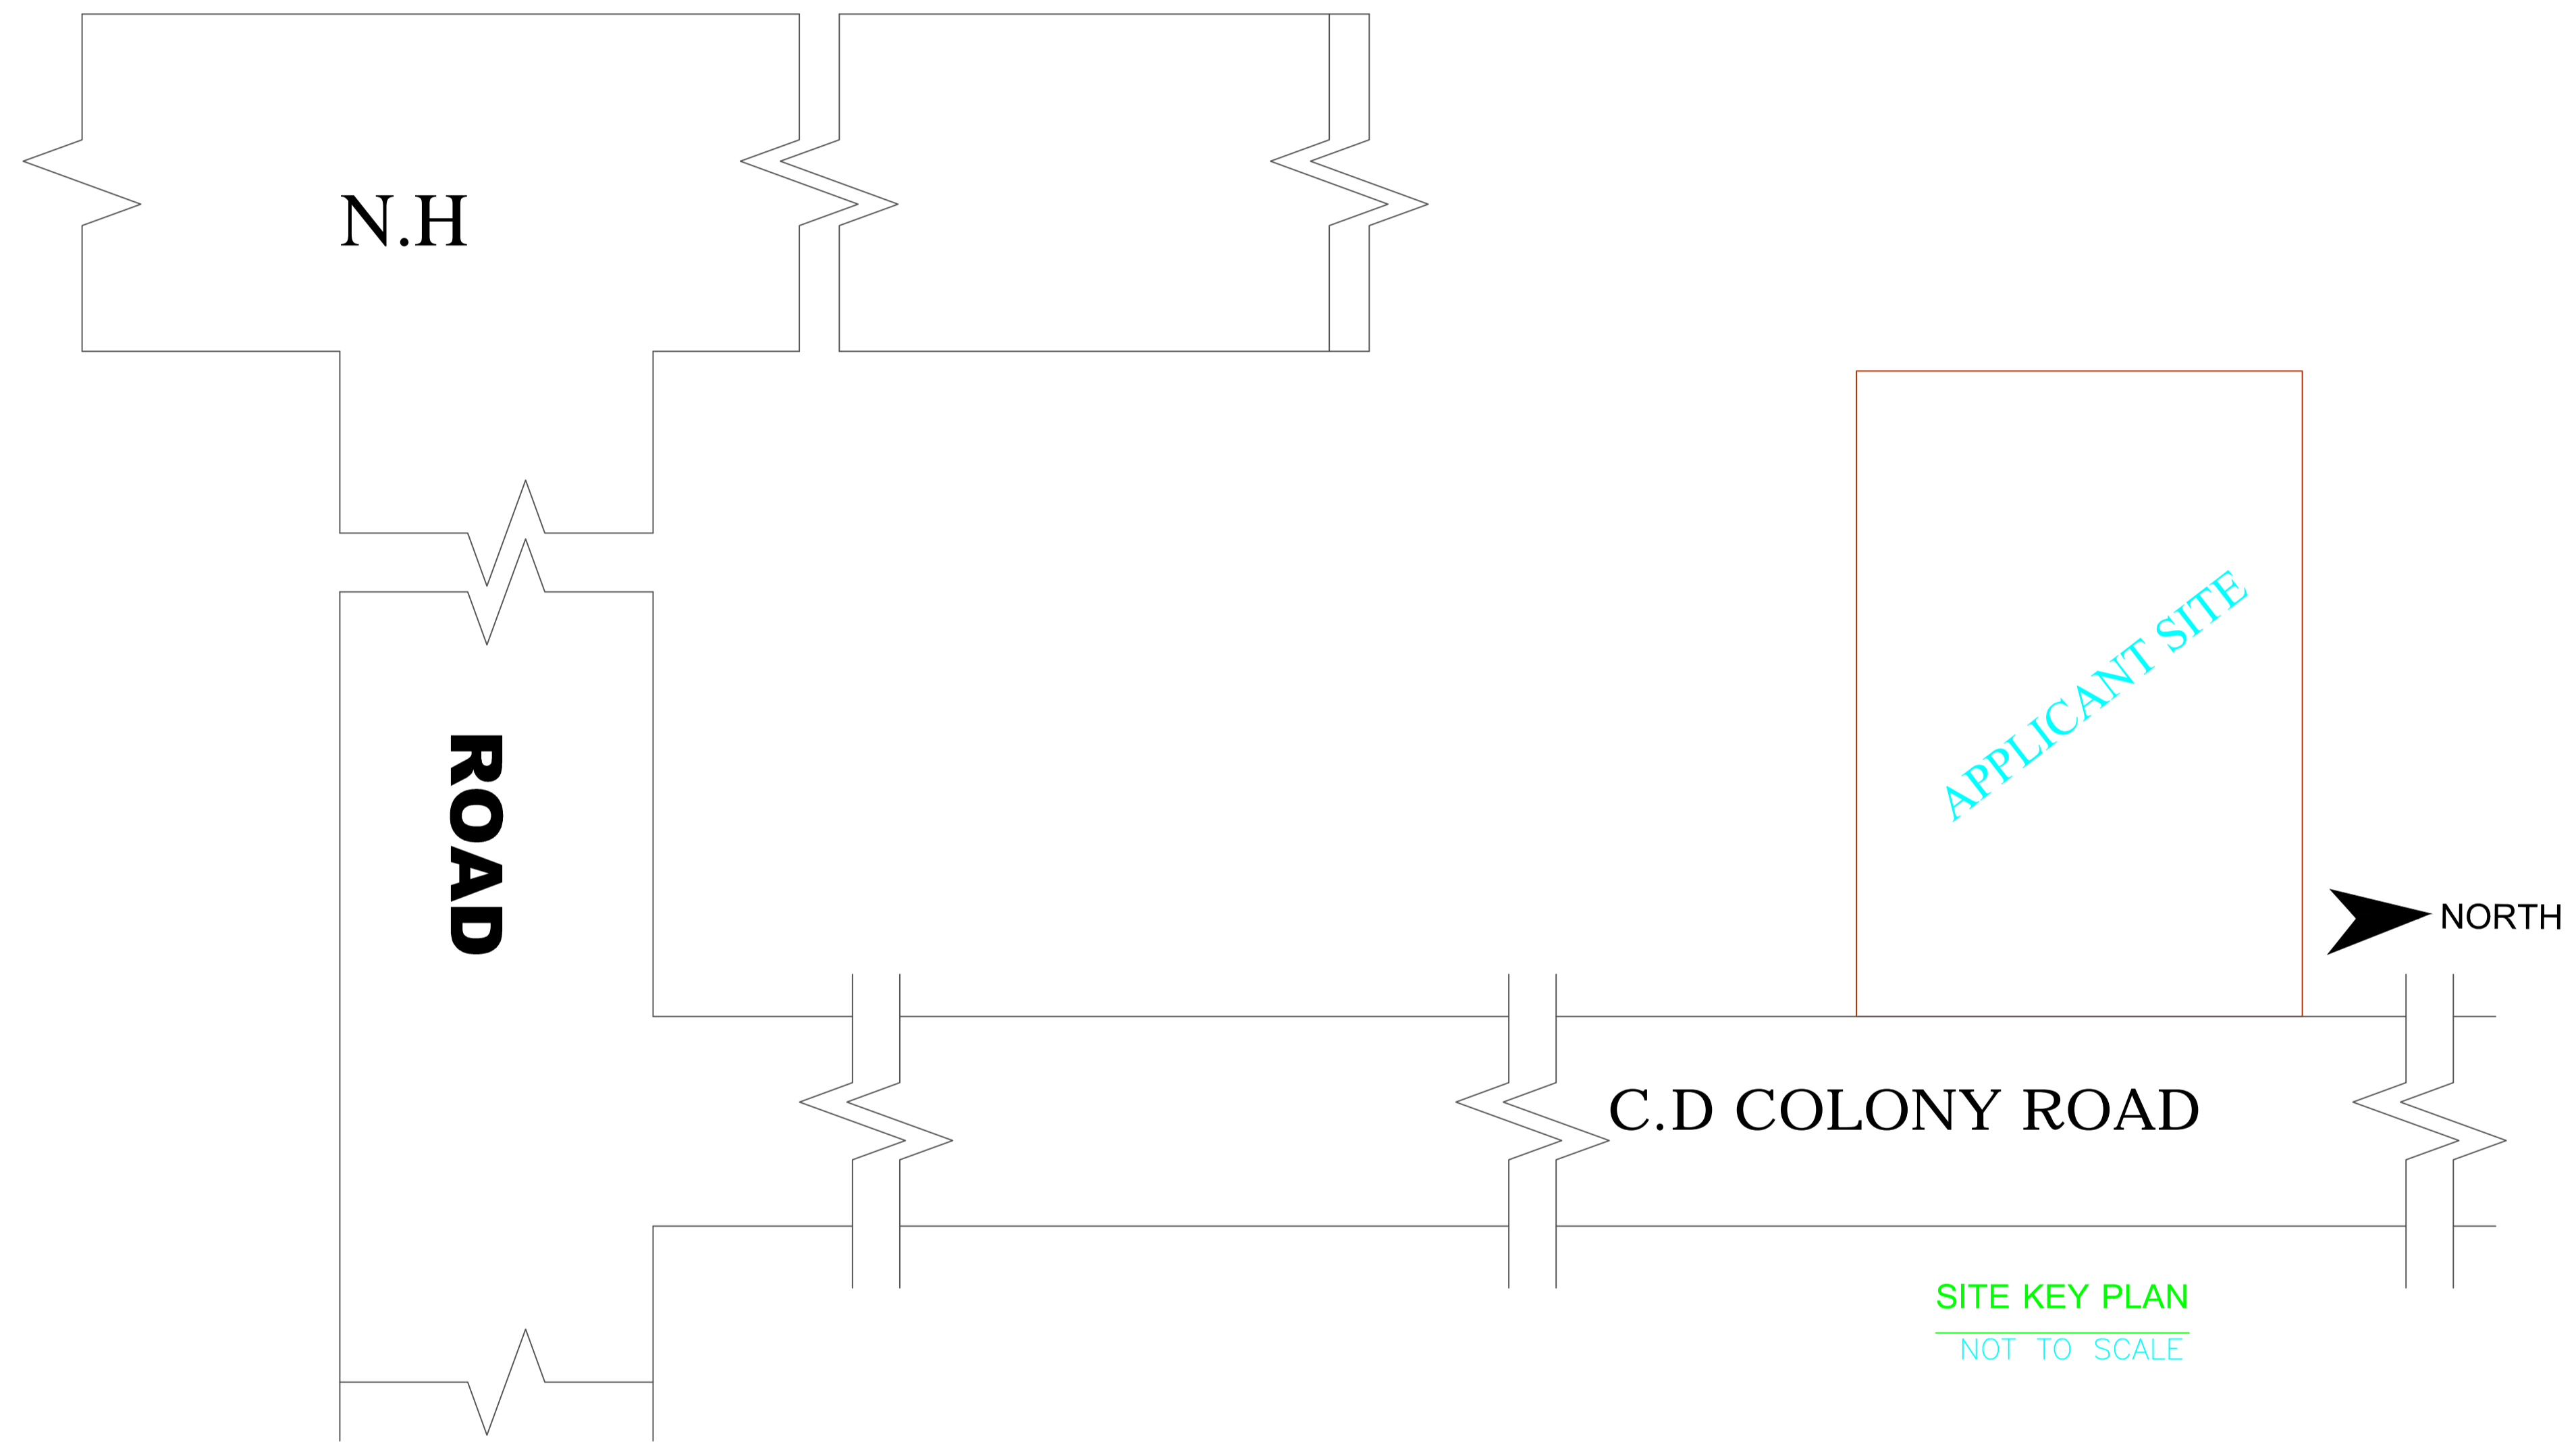 N.H
APPLICANT SITE
ROAD
NORTH
C.D COLONY ROAD
SITE KEY PLAN
NOT TO SCALE